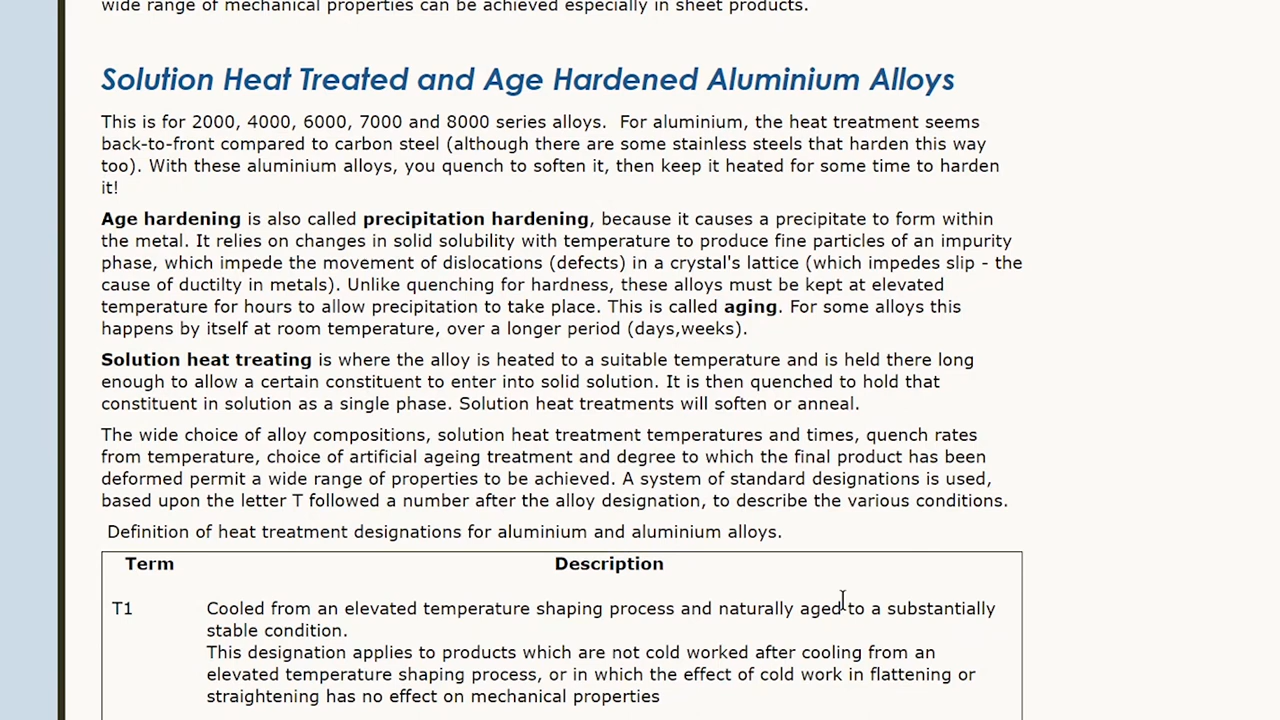 wide range of mechanical properties can be achieved especially in sheet products.
Solution Heat Treated and Age Hardened Aluminium Alloys
This is for 2000, 4000, 6000, 7000 and 8000 series alloys.  For aluminium, the heat treatment seems
back-to-front compared to carbon steel (although there are some stainless steels that harden this way
too). With these aluminium alloys, you quench to soften it, then keep it heated for some time to harden
it!
Age hardening is also called precipitation hardening, because it causes a precipitate to form within
the metal. It relies on changes in solid solubility with temperature to produce fine particles of an impurity
phase, which impede the movement of dislocations (defects) in a crystal's lattice (which impedes slip - the
cause of ductilty in metals). Unlike quenching for hardness, these alloys must be kept at elevated
temperature for hours to allow precipitation to take place. This is called aging. For some alloys this
happens by itself at room temperature, over a longer period (days,weeks).
Solution heat treating is where the alloy is heated to a suitable temperature and is held there long
enough to allow a certain constituent to enter into solid solution. It is then quenched to hold that
constituent in solution as a single phase. Solution heat treatments will soften or anneal.
The wide choice of alloy compositions, solution heat treatment temperatures and times, quench rates
from temperature, choice of artificial ageing treatment and degree to which the final product has been
deformed permit a wide range of properties to be achieved. A system of standard designations is used,
based upon the letter T followed a number after the alloy designation, to describe the various conditions.
Definition of heat treatment designations for aluminium and aluminium alloys.
Term Description
T1 Cooled from an elevated temperature shaping process and naturally aged to a substantially
stable condition.
This designation applies to products which are not cold worked after cooling from an
elevated temperature shaping process, or in which the effect of cold work in flattening or
straightening has no effect on mechanical properties